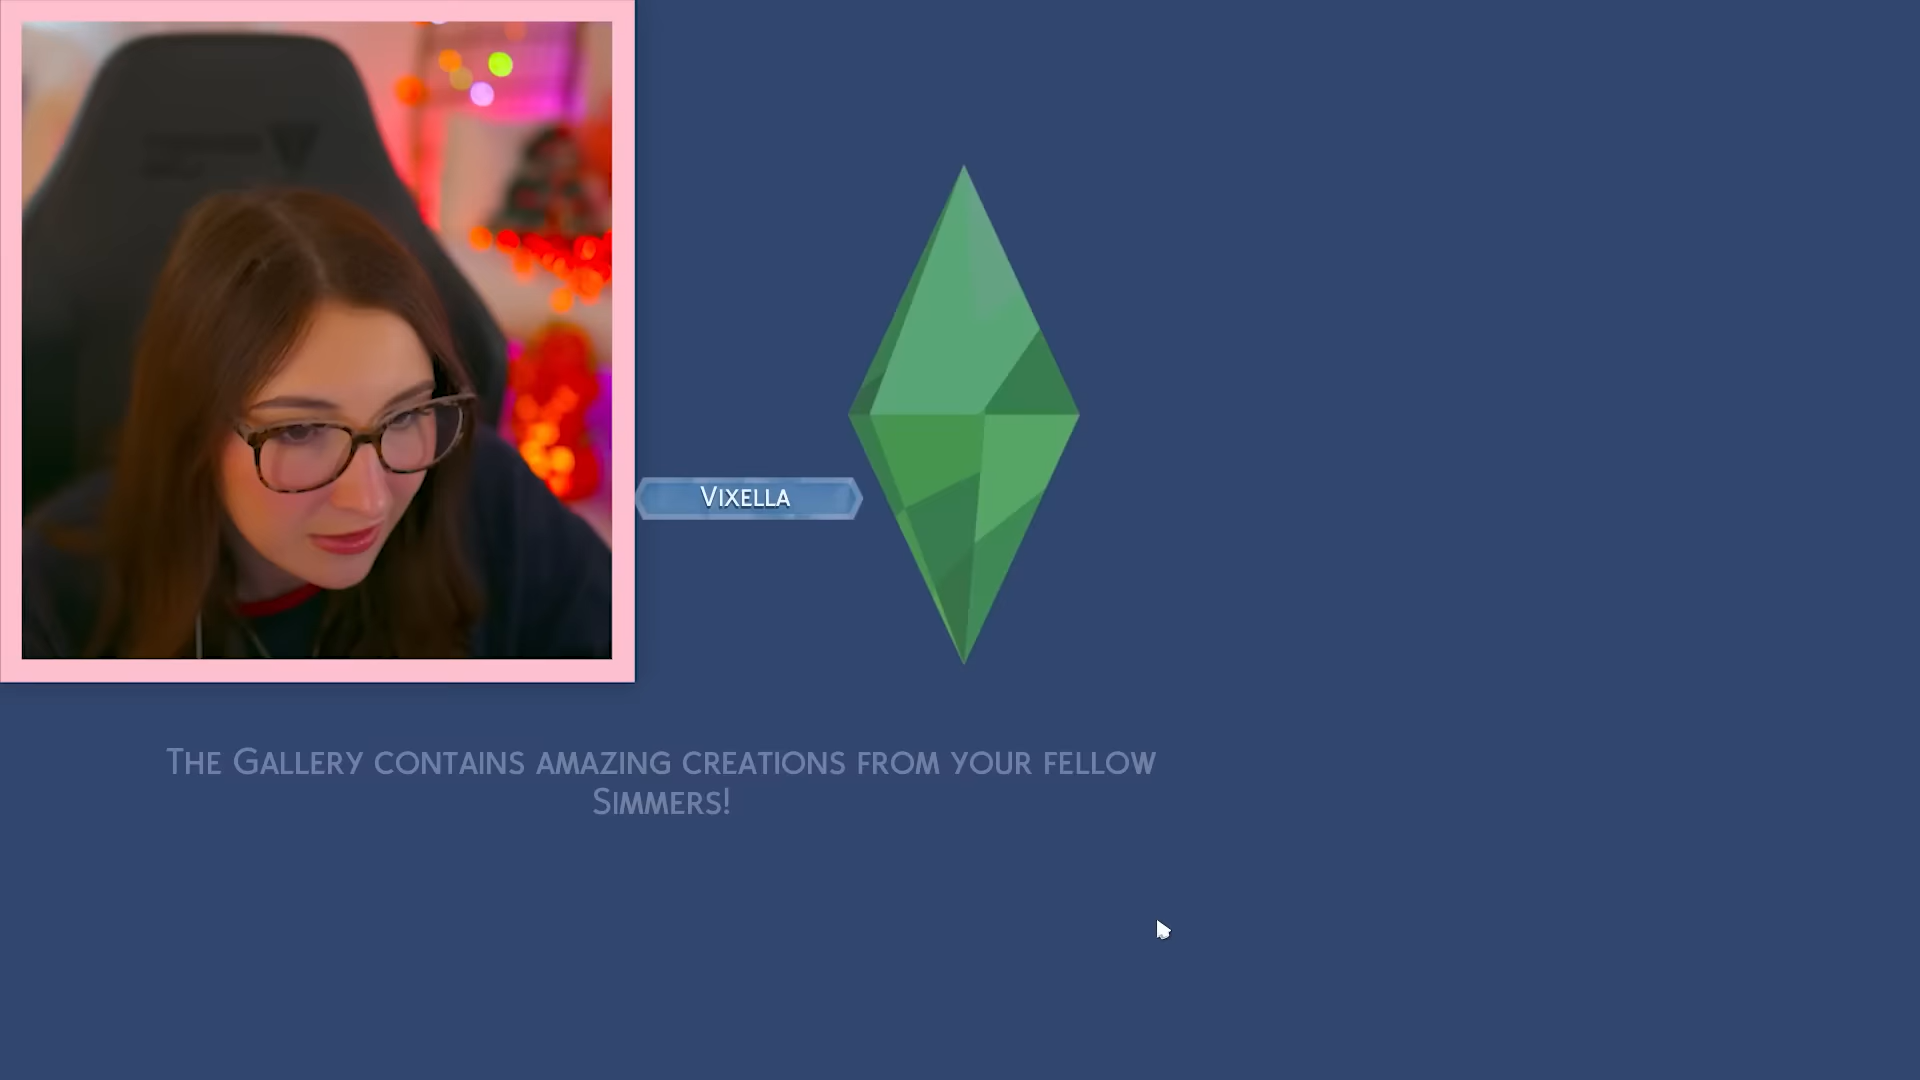 Vixella
The Gallery contains amazing creations from your fellow
Simmers!